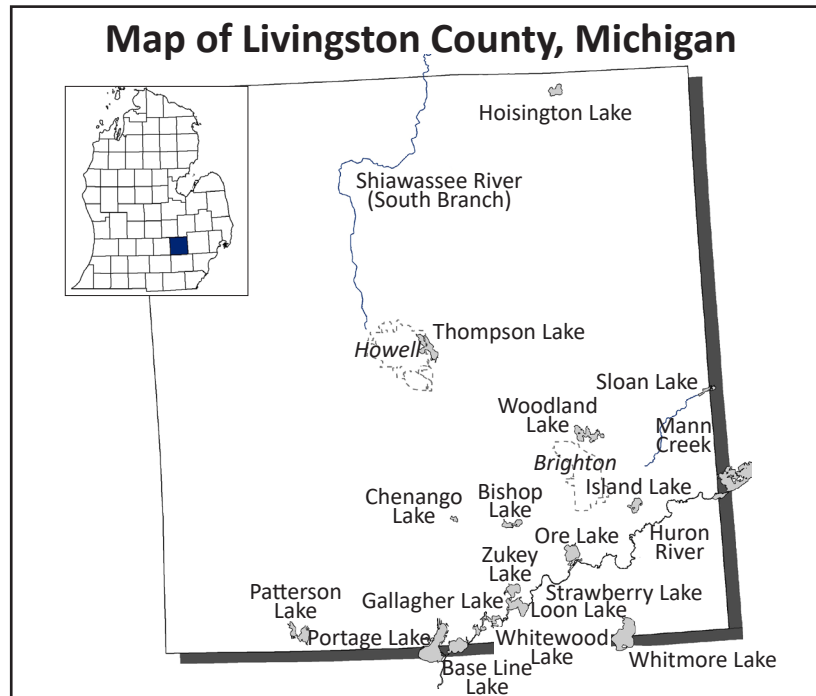 Map of Livingston County, Michigan
Hoisington Lake
Shiawassee River
(South Branch)
Thompson Lake
Howell
Sloan Lake
Woodland
Lake
Mann
Creek
Brighton
Island Lake
Bishop
Lake
Chenango
Lake
Ore Lake
Huron
River
Zukey
Lake
Strawberry Lake
Patterson
Lake
Gallagher Lake
Loon Lake
Portage Lake
Whitewood
Lake
Whitmore Lake
Base Line
Lake